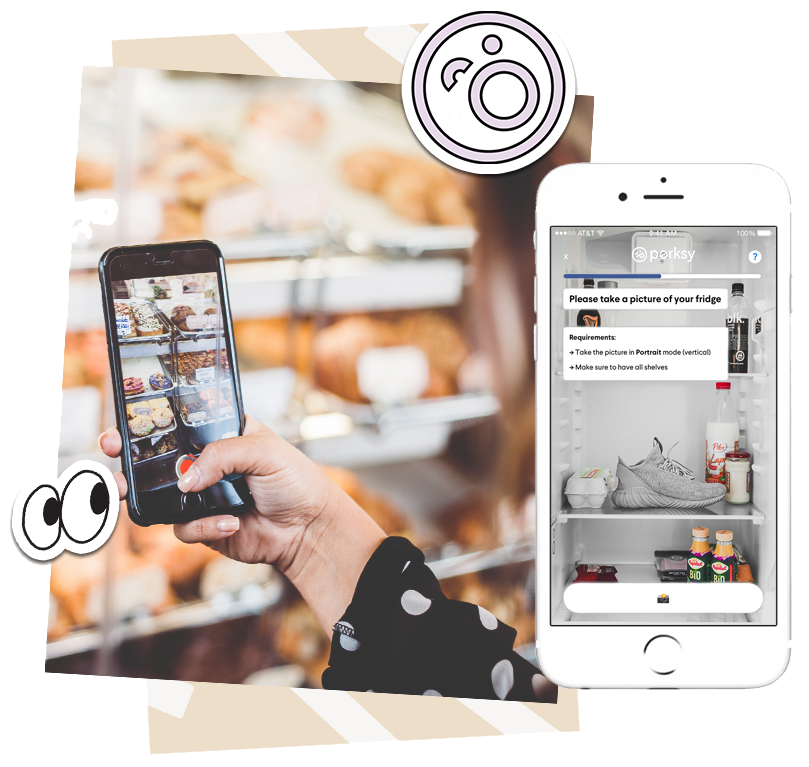 AT&T
9:41 AM
100%
x
perksy
?
Please take a picture of your fridge
Requirements:
→ Take the picture in Portrait mode (vertical)
→ Make sure to have all shelves
blk.
BiO
BiO